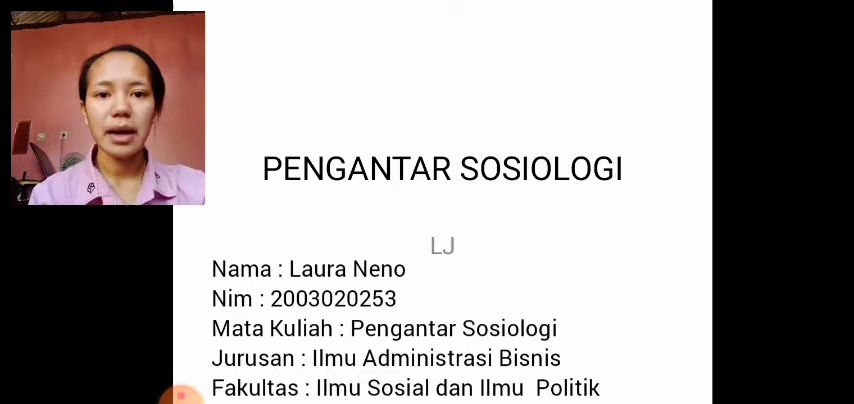 PENGANTAR SOSIOLOGI
LJ
Nama : Laura Neno
Nim : 2003020253
Mata Kuliah : Pengantar Sosiologi
Jurusan : Ilmu Administrasi Bisnis
Fakultas : Ilmu Sosial dan Ilmu Politik